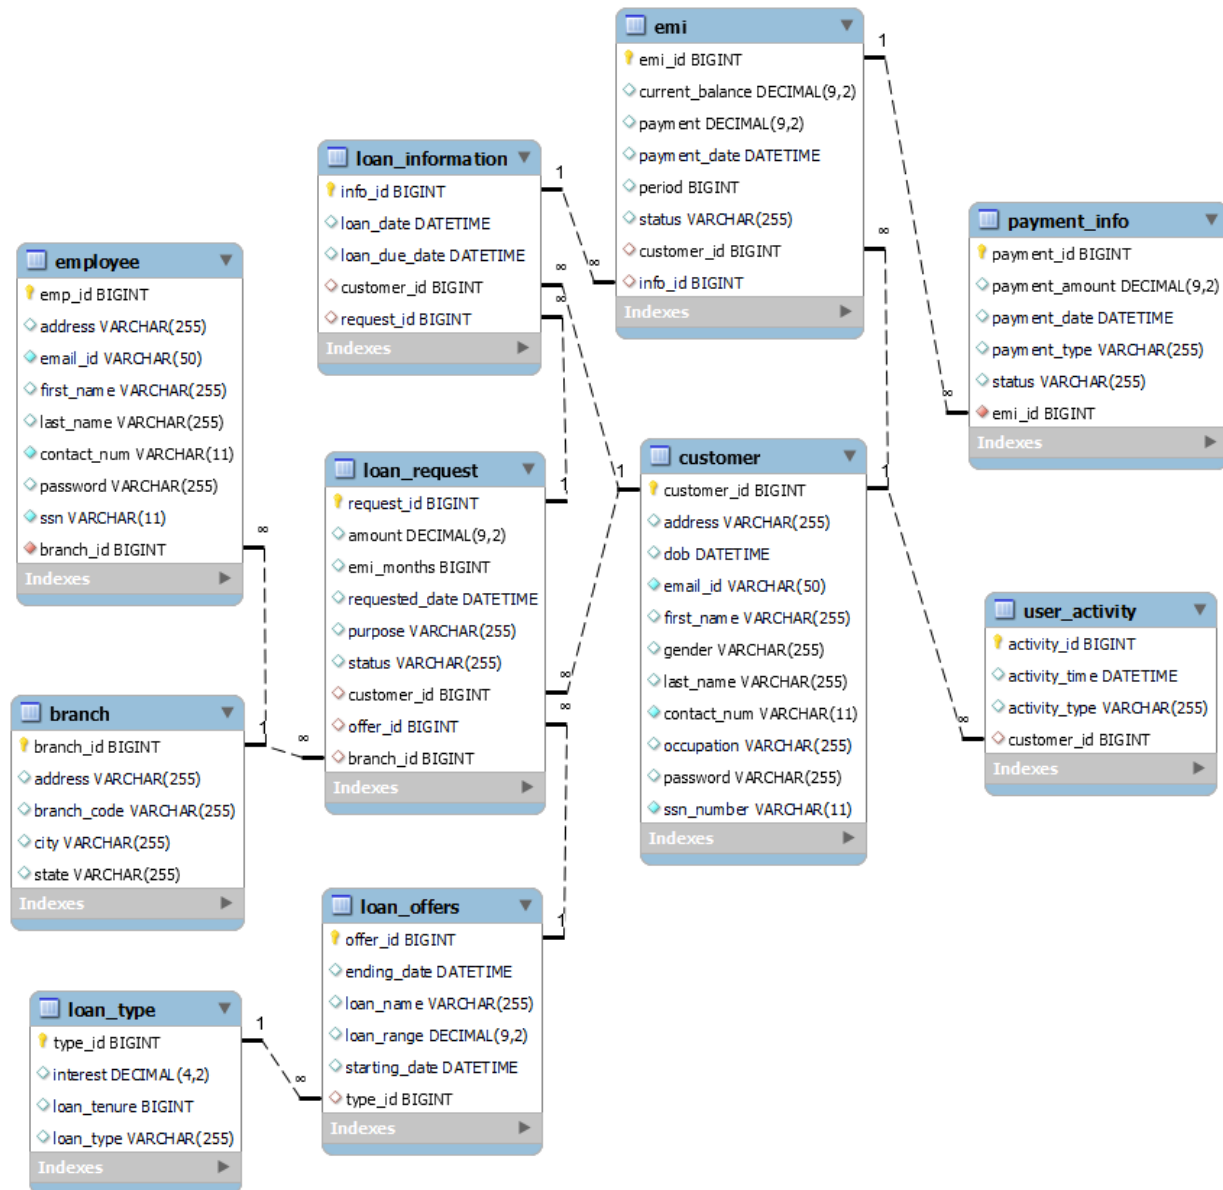 emi
emi_id BIGINT
current_balance DECIMAL(9,2)
payment DECIMAL(9,2)
payment_date DATETIME
period BIGINT
status VARCHAR(255)
customer_id BIGINT
info_id BIGINT
Indexes
1
∞
∞
loan_information
info_id BIGINT
loan_date DATETIME
loan_due_date DATETIME
customer_id BIGINT
request_id BIGINT
Indexes
1
∞
∞
payment_info
payment_id BIGINT
payment_amount DECIMAL(9,2)
payment_date DATETIME
payment_type VARCHAR(255)
status VARCHAR(255)
emi_id BIGINT
Indexes
∞
employee
emp_id BIGINT
address VARCHAR(255)
email_id VARCHAR(50)
first_name VARCHAR(255)
last_name VARCHAR(255)
contact_num VARCHAR(11)
password VARCHAR(255)
ssn VARCHAR(11)
branch_id BIGINT
Indexes
∞
loan_request
request_id BIGINT
amount DECIMAL(9,2)
emi_months BIGINT
requested_date DATETIME
purpose VARCHAR(255)
status VARCHAR(255)
customer_id BIGINT
offer_id BIGINT
branch_id BIGINT
Indexes
1
∞
∞
∞
customer
customer_id BIGINT
address VARCHAR(255)
dob DATETIME
email_id VARCHAR(50)
first_name VARCHAR(255)
gender VARCHAR(255)
last_name VARCHAR(255)
contact_num VARCHAR(11)
occupation VARCHAR(255)
password VARCHAR(255)
ssn_number VARCHAR(11)
Indexes
1
1
user_activity
activity_id BIGINT
activity_time DATETIME
activity_type VARCHAR(255)
customer_id BIGINT
Indexes
∞
branch
branch_id BIGINT
address VARCHAR(255)
branch_code VARCHAR(255)
city VARCHAR(255)
state VARCHAR(255)
Indexes
1
loan_offers
offer_id BIGINT
ending_date DATETIME
loan_name VARCHAR(255)
loan_range DECIMAL(9,2)
starting_date DATETIME
type_id BIGINT
Indexes
1
∞
loan_type
type_id BIGINT
interest DECIMAL(4,2)
loan_tenure BIGINT
loan_type VARCHAR(255)
Indexes
1